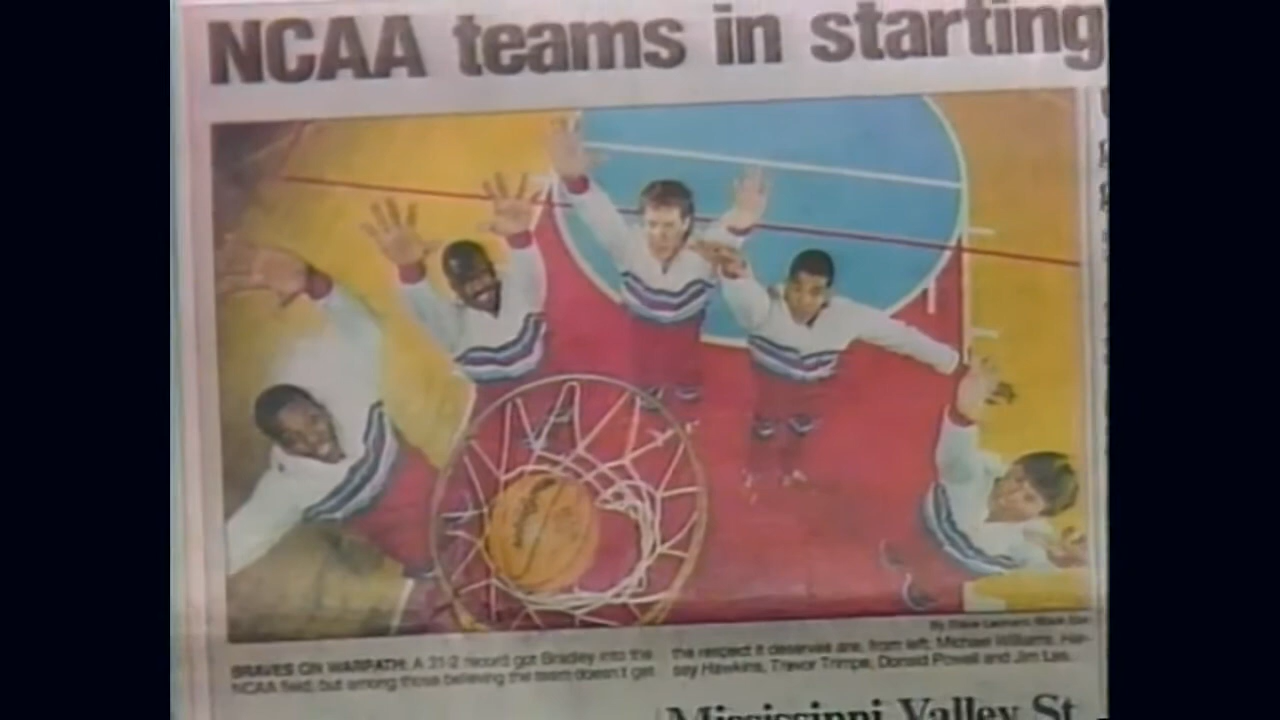 NCAA teams in starting
BRAVES ON WARPATH: A 31-2 record got Bradley into the
NCAA field, but among those believing the team doesn't get
the respect it deserves are, from left, Michael Williams, Her-
sey Hawkins, Trevor Trimpe, Donald Powell and Jim Les.
Mississippi Valley St